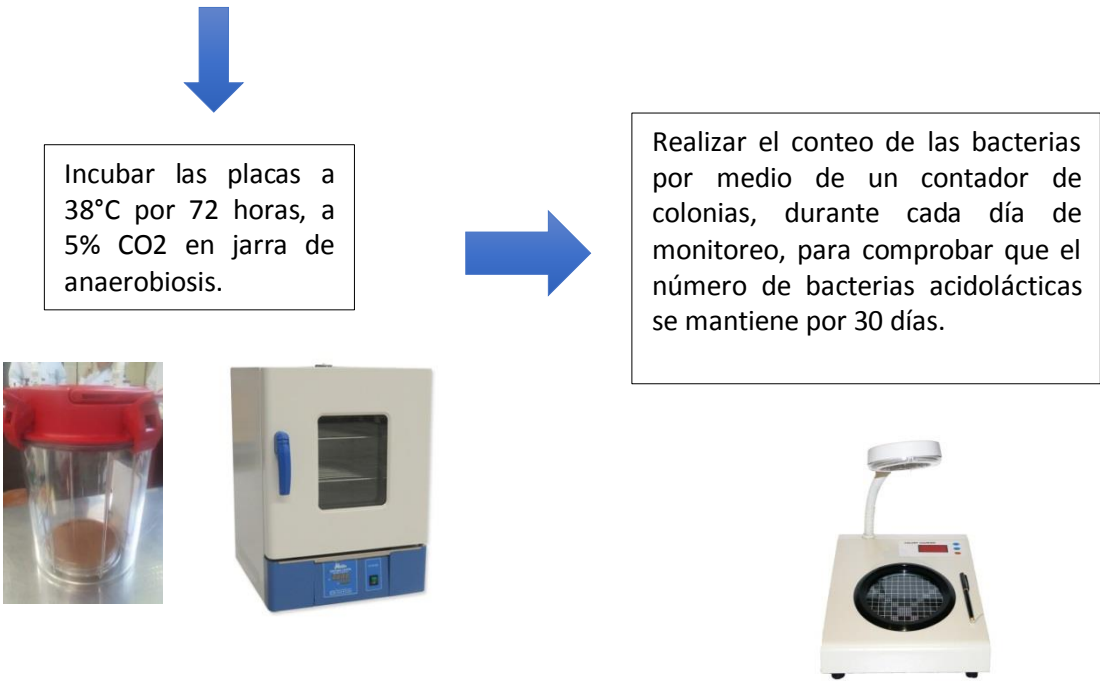 Incubar las placas a
38°C por 72 horas, a
5% CO2 en jarra de
anaerobiosis.
Realizar el conteo de las bacterias
por medio de un contador de
colonias, durante cada día de
monitoreo, para comprobar que el
número de bacterias acidolácticas
se mantiene por 30 días.